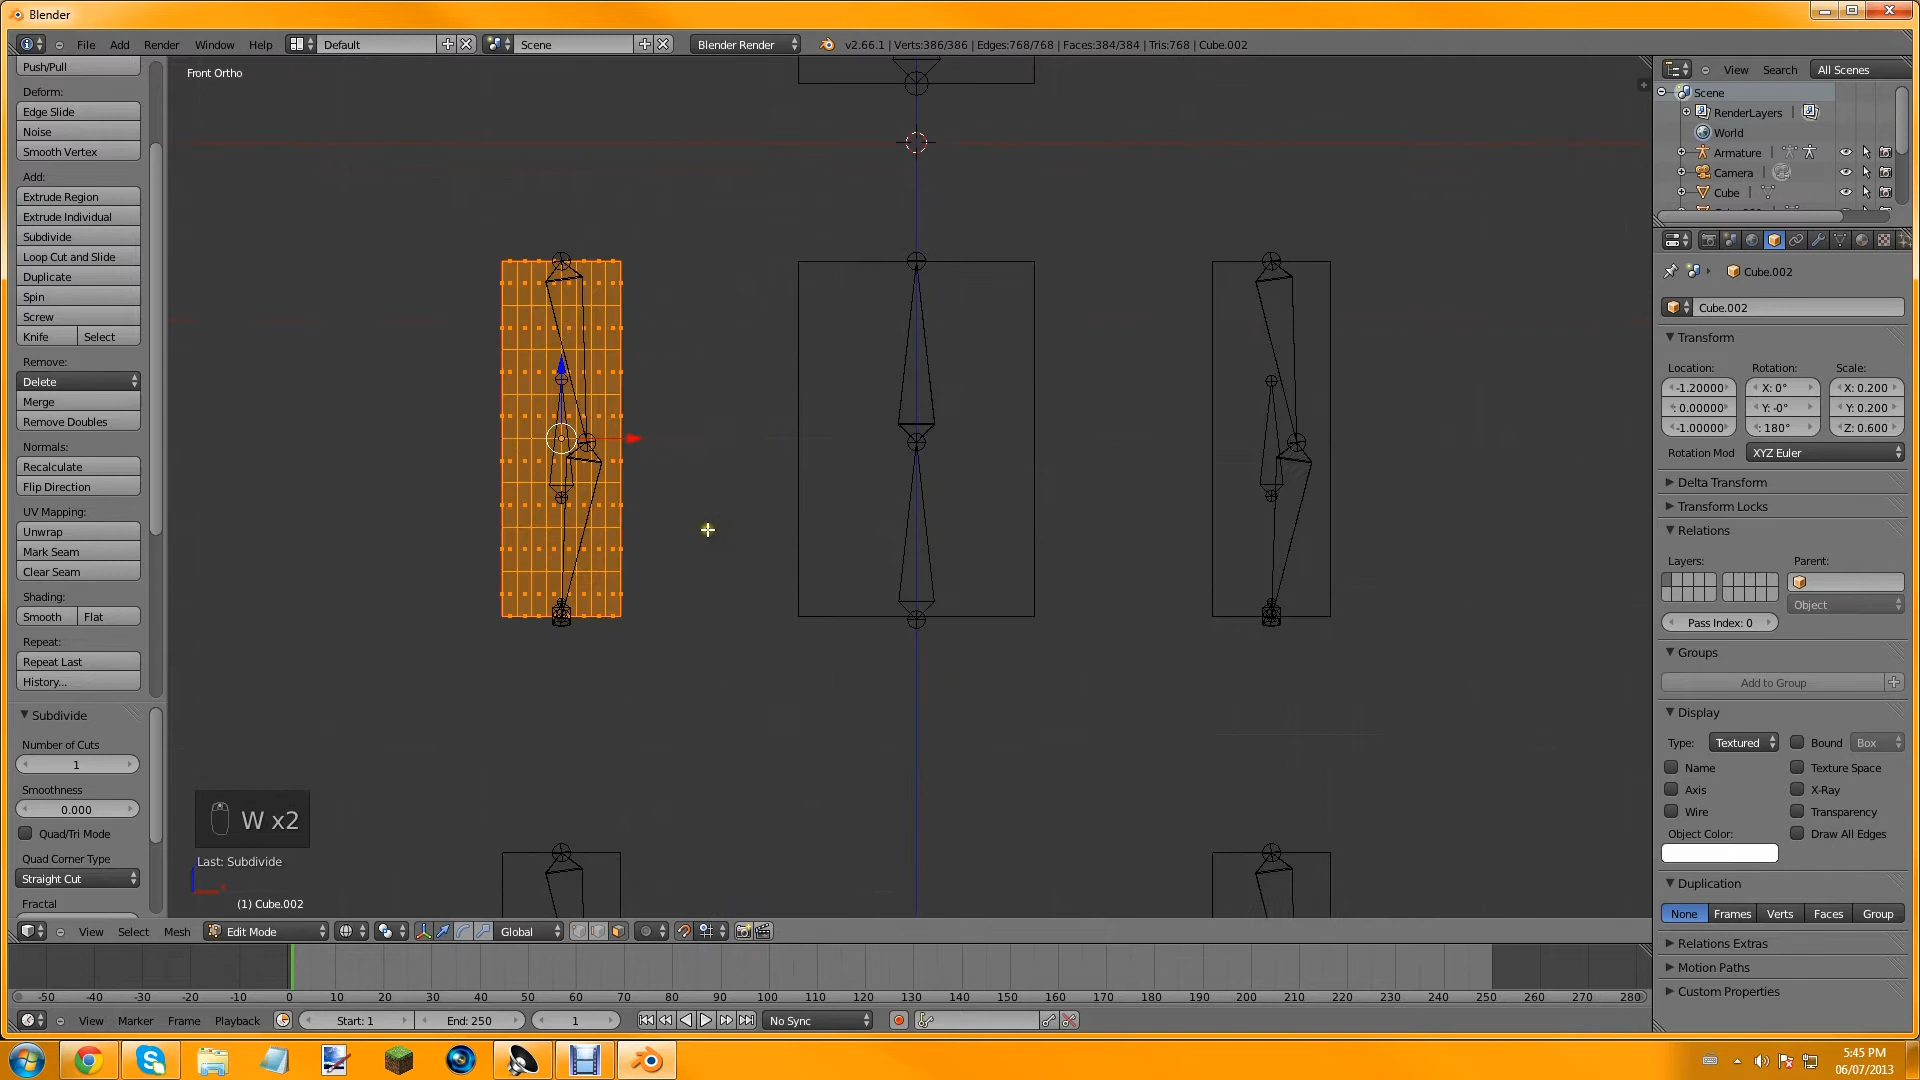 Blender
File Add Render Window Help Default Scene Blender Render v2.66.1 | Verts:386/386 | Edges:768/768 | Faces:384/384 | Tris:768 | Cube.002
Push/Pull
Deform:
Edge Slide
Noise
Smooth Vertex
Add:
Extrude Region
Extrude Individual
Subdivide
Loop Cut and Slide
Duplicate
Spin
Screw
Knife Select
Remove:
Delete
Merge
Remove Doubles
Normals:
Recalculate
Flip Direction
UV Mapping:
Unwrap
Mark Seam
Clear Seam
Shading:
Smooth Flat
Repeat:
Repeat Last
History...
Subdivide
Number of Cuts
1
Smoothness
0.000
Quad/Tri Mode
Quad Corner Type
Straight Cut
Fractal
Front Ortho
W x2
Last: Subdivide
(1) Cube.002
View Search All Scenes
Scene
RenderLayers |
World
Armature |
Camera |
Cube |
Cube.002
Cube.002
Transform
Location: Rotation: Scale:
-1.20000 X: 0° X: 0.200
: 0.00000 Y: -0° Y: 0.200
-1.00000 : 180° Z: 0.600
Rotation Mod XYZ Euler
Delta Transform
Transform Locks
Relations
Layers: Parent:
Object
Pass Index: 0
Groups
Add to Group
Display
Type: Textured Bound Box
Name Texture Space
Axis X-Ray
Wire Transparency
Object Color: Draw All Edges
Duplication
None Frames Verts Faces Group
Relations Extras
Motion Paths
Custom Properties
View Select Mesh Edit Mode Global
-50 -40 -30 -20 -10 0 10 20 30 40 50 60 70 80 90 100 110 120 130 140 150 160 170 180 190 200 210 220 230 240 250 260 270 280
View Marker Frame Playback Start: 1 End: 250 1 No Sync
5:45 PM
06/07/2013